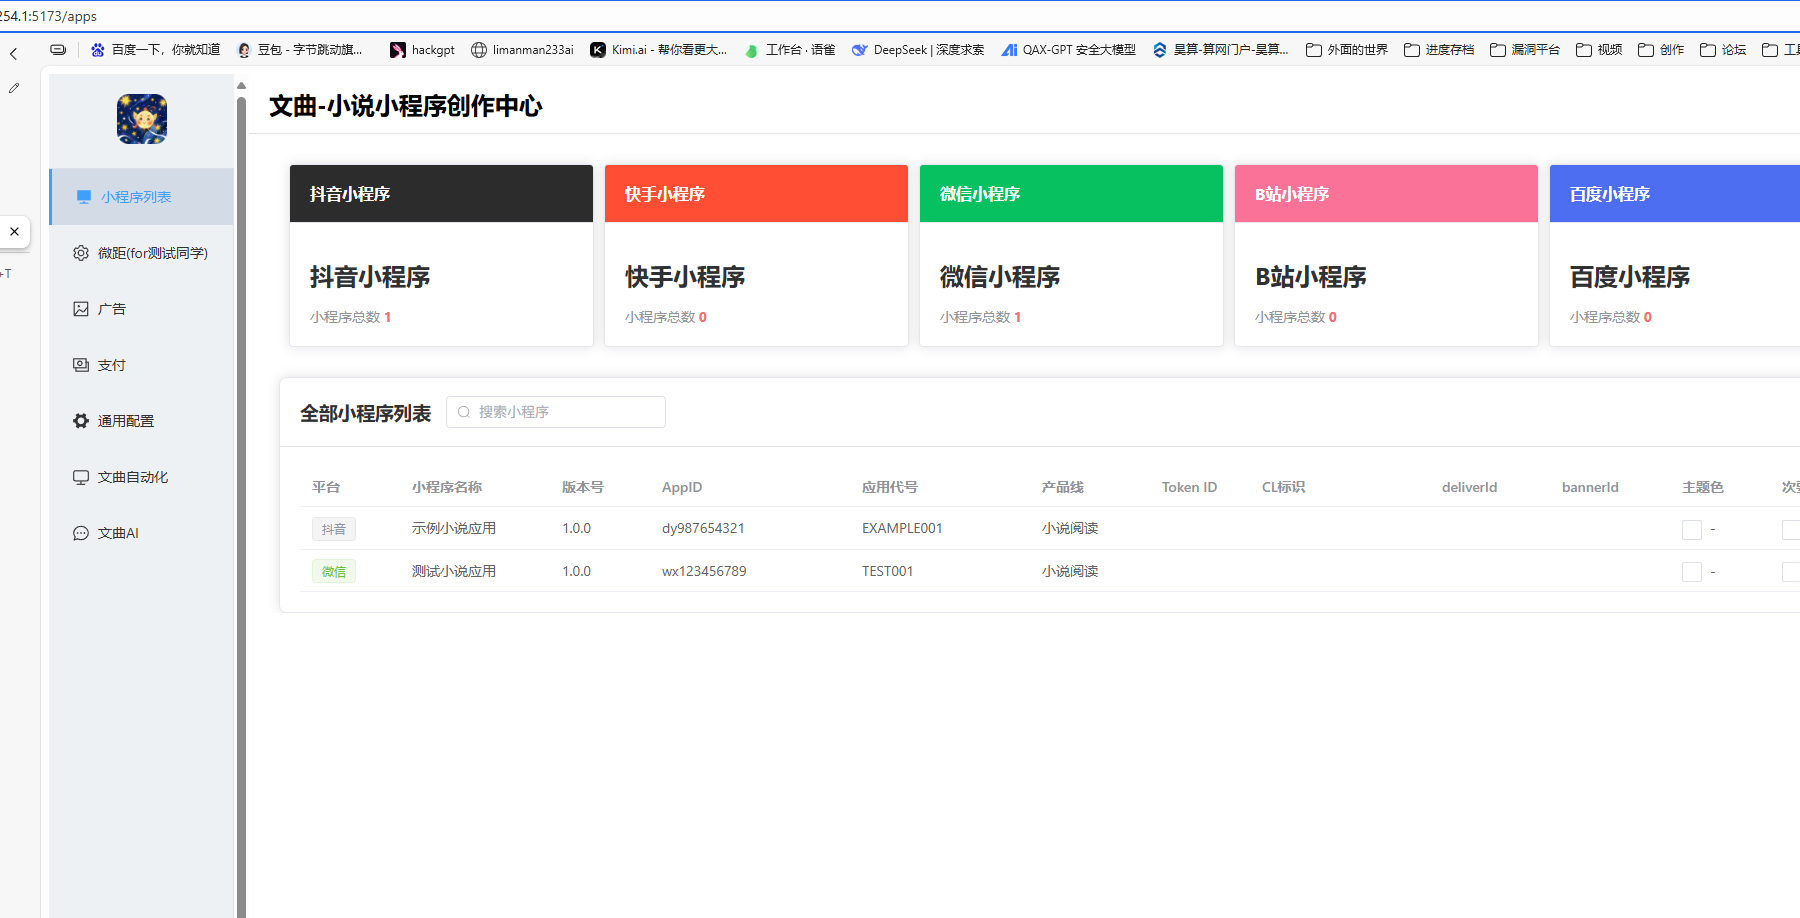 254.1:5173/apps
百度一下，你就知道
豆包 - 字节跳动旗...
hackgpt
limanman233ai
Kimi.ai - 帮你看更大...
工作台 · 语雀
DeepSeek | 深度求索
QAX-GPT 安全大模型
昊算-算网门户-昊算...
外面的世界
进度存档
漏洞平台
视频
创作
论坛
工具
+T
小程序列表
微距(for测试同学)
广告
支付
通用配置
文曲自动化
文曲AI
文曲-小说小程序创作中心
抖音小程序
抖音小程序
小程序总数 1
快手小程序
快手小程序
小程序总数 0
微信小程序
微信小程序
小程序总数 1
B站小程序
B站小程序
小程序总数 0
百度小程序
百度小程序
小程序总数 0
全部小程序列表
搜索小程序
平台 小程序名称 版本号 AppID 应用代号 产品线 Token ID CL标识 deliverId bannerId 主题色 次要
抖音 示例小说应用 1.0.0 dy987654321 EXAMPLE001 小说阅读 -
微信 测试小说应用 1.0.0 wx123456789 TEST001 小说阅读 -